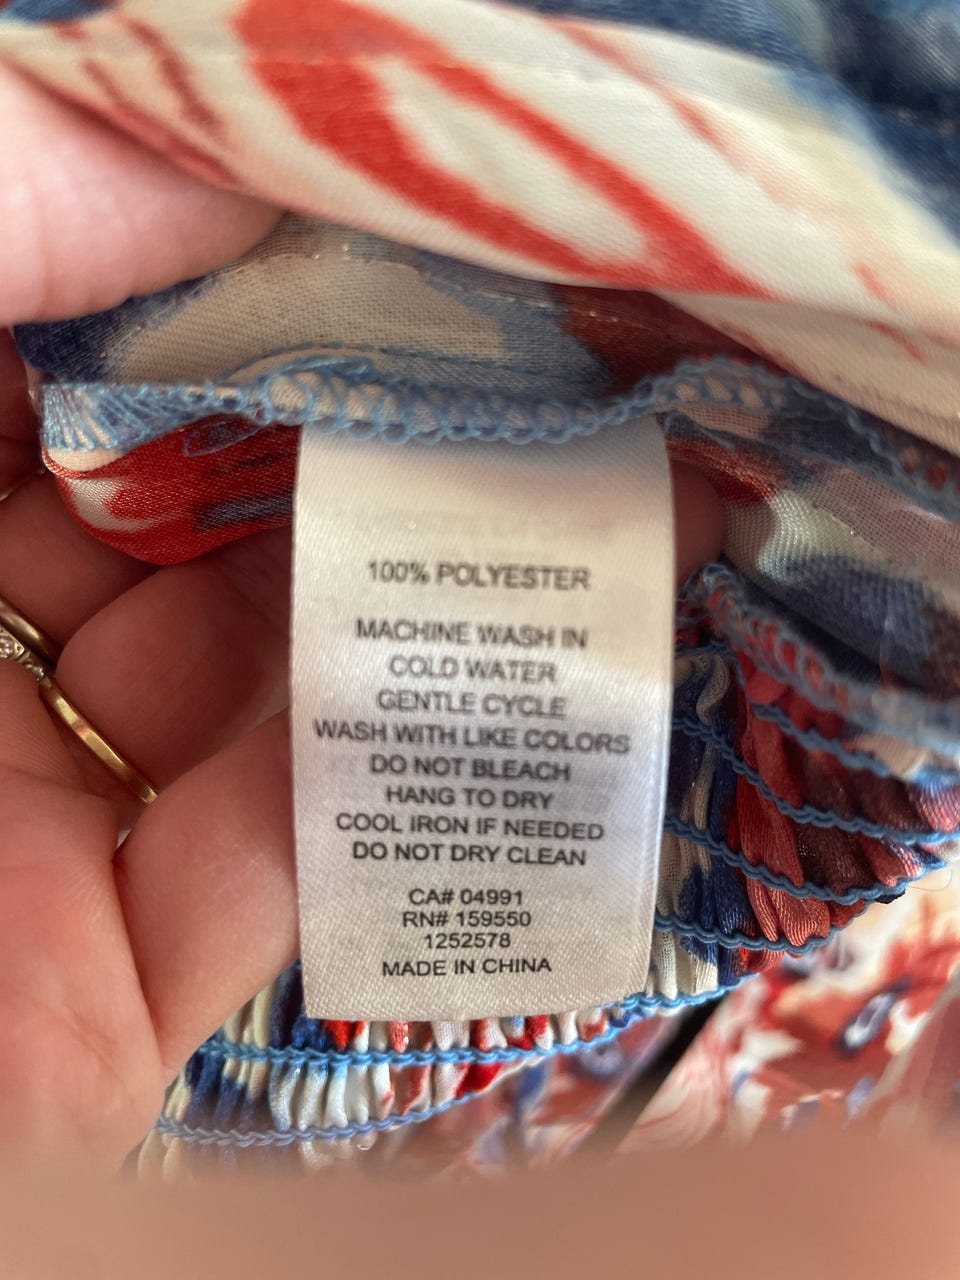 100% POLYESTER
MACHINE WASH IN
COLD WATER
GENTLE CYCLE
WASH WITH LIKE COLORS
DO NOT BLEACH
HANG TO DRY
COOL IRON IF NEEDED
DO NOT DRY CLEAN
CA# 04991
RN# 159550
1252578
MADE IN CHINA